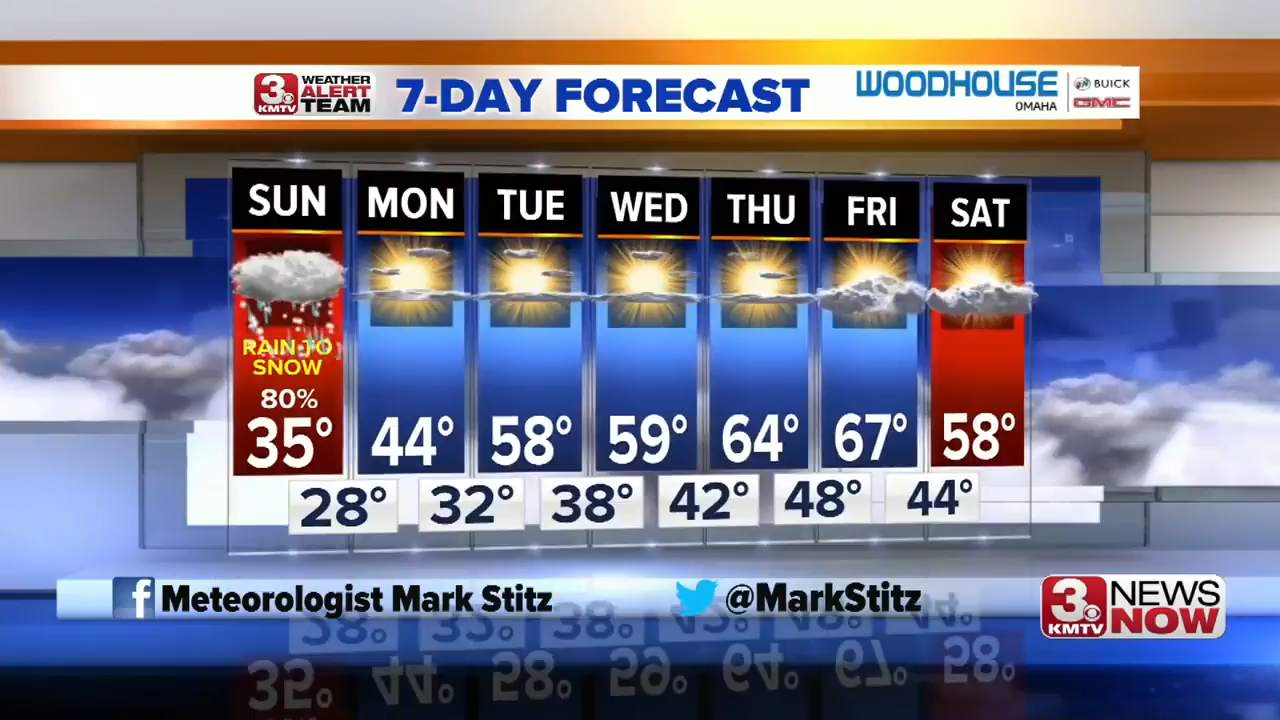 3 KMTV WEATHER ALERT TEAM
7-DAY FORECAST
WOODHOUSE
OMAHA
BUICK
GMC
SUN MON TUE WED THU FRI SAT
RAIN TO
SNOW
80%
35° 44° 58° 59° 64° 67° 58°
28° 32° 38° 42° 48° 44°
f Meteorologist Mark Stitz @MarkStitz
3 KMTV NEWS NOW